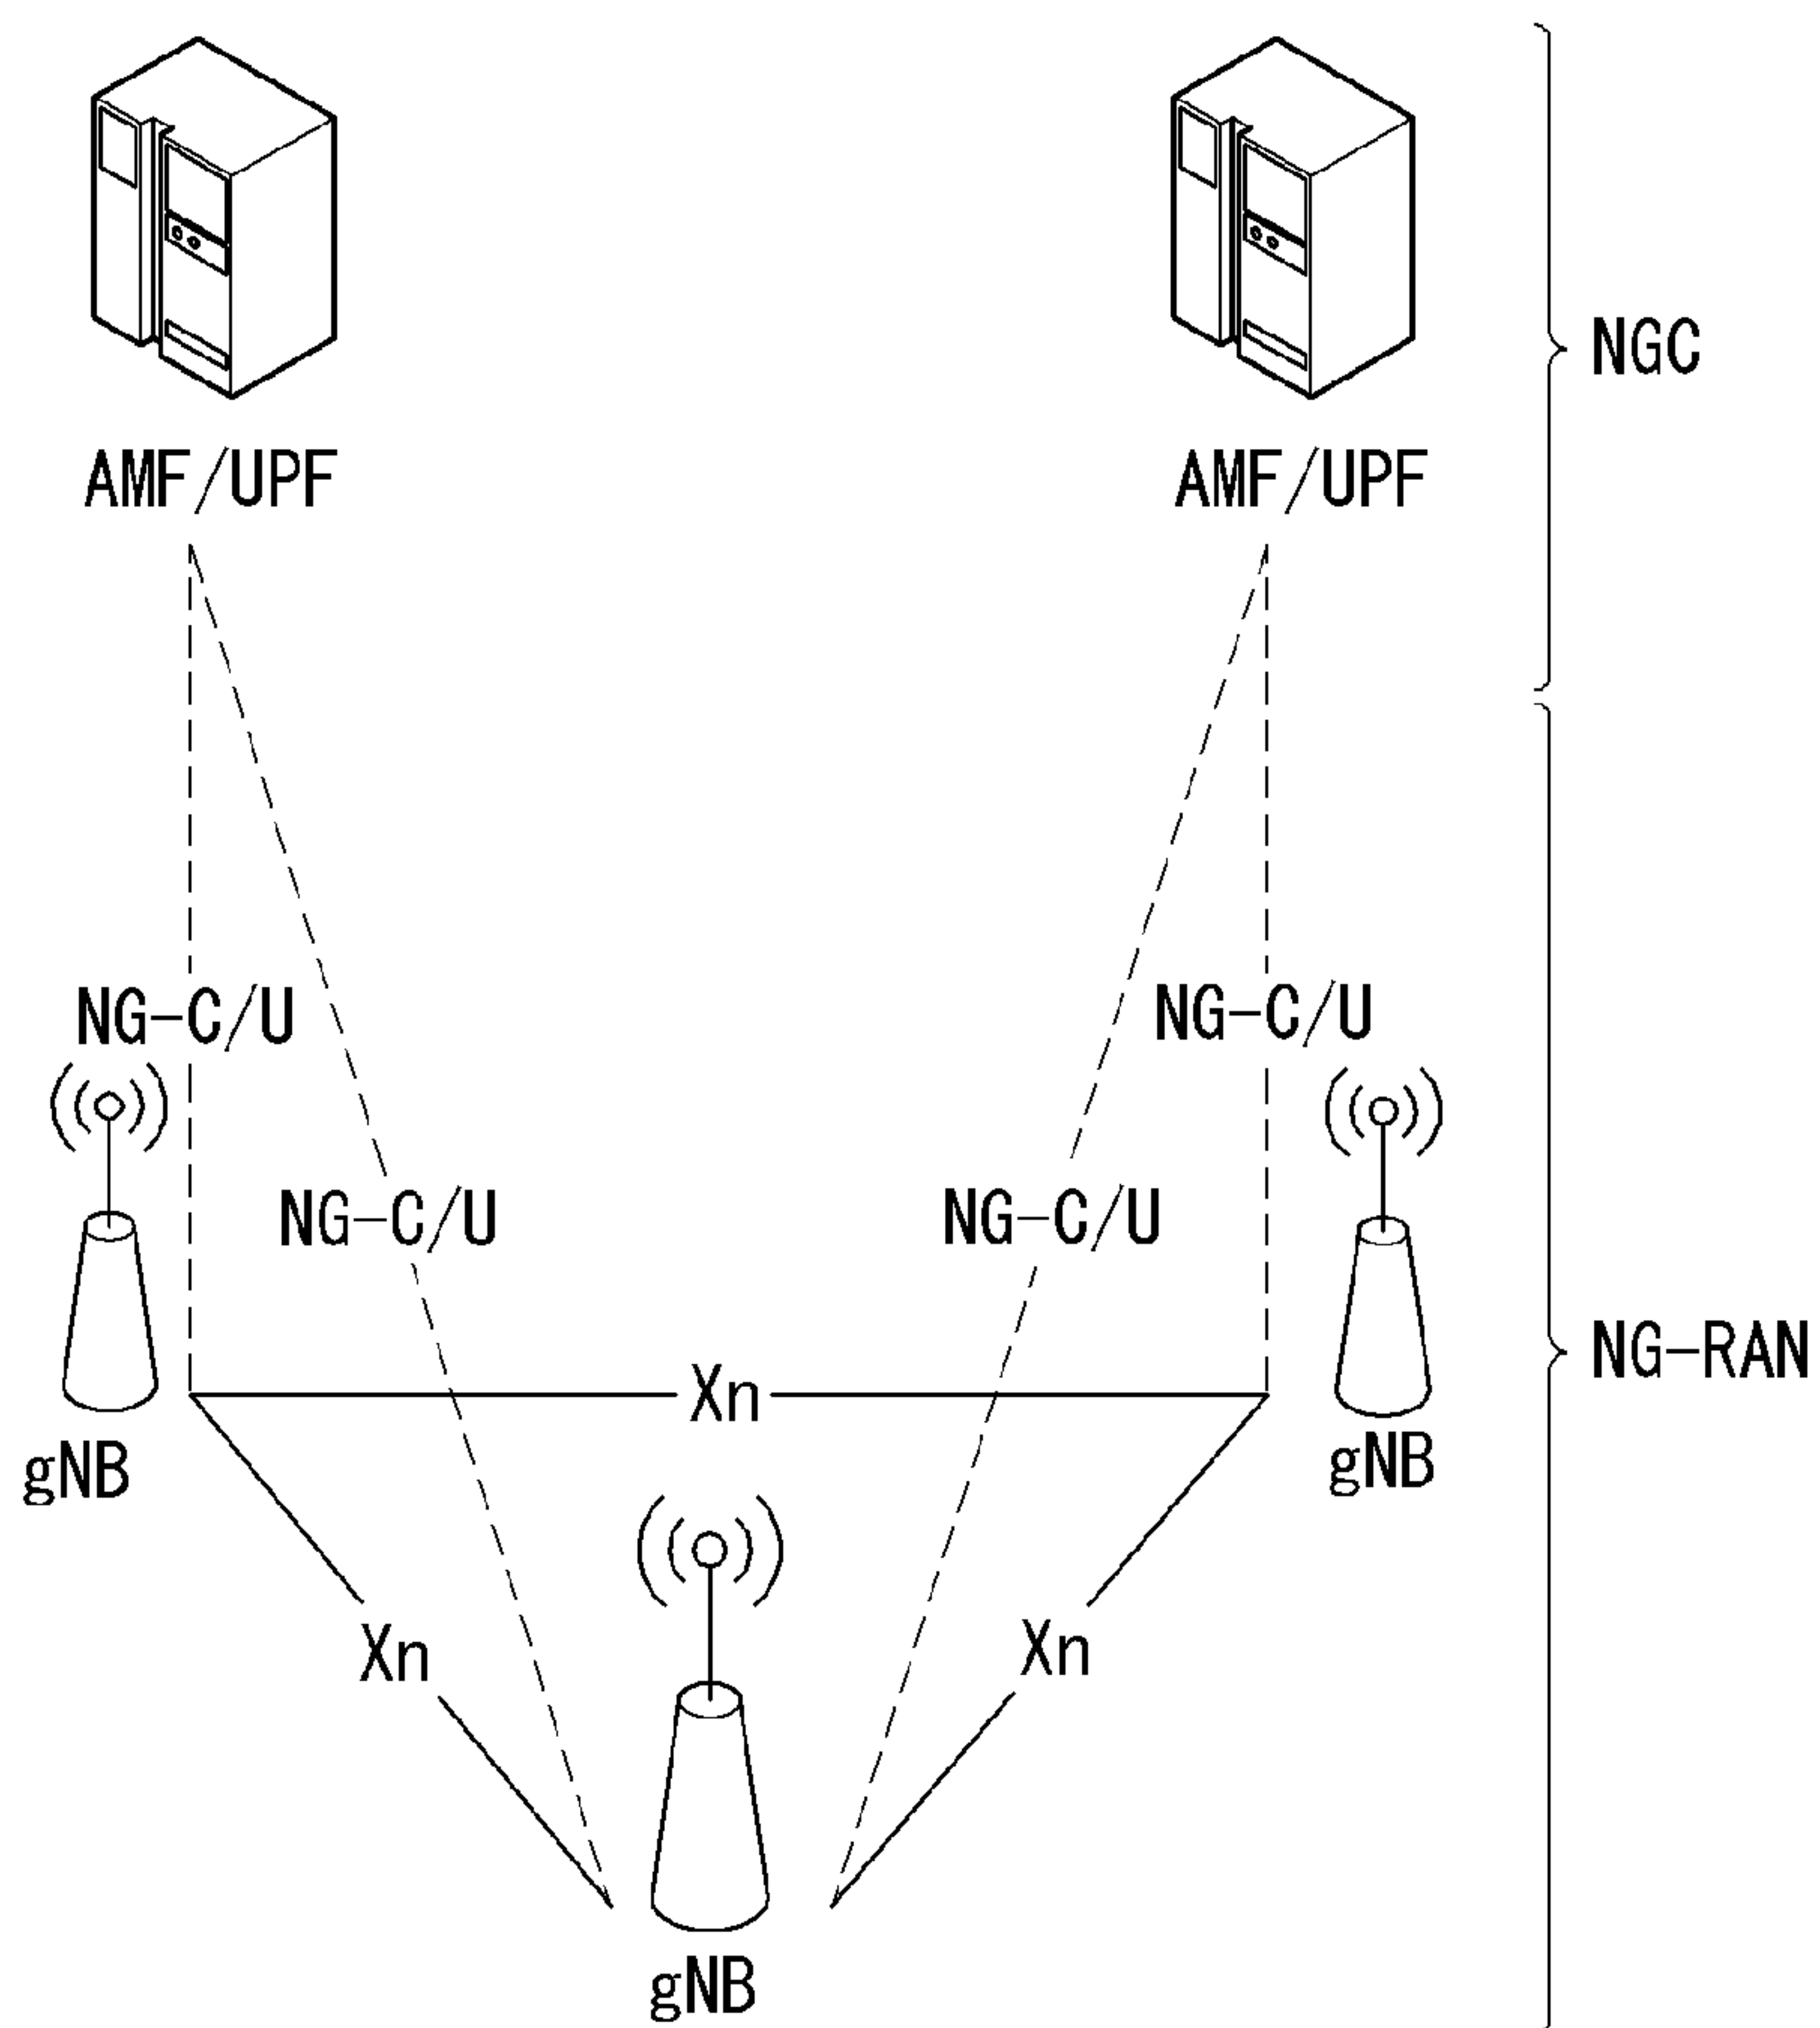 NGC
AMF/UPF
AMF/UPF
NG-C/U
NG-C/U
NG-C/U
NG-C/U
NG-RAN
Xn
gNB
gNB
Xn
Xn
gNB